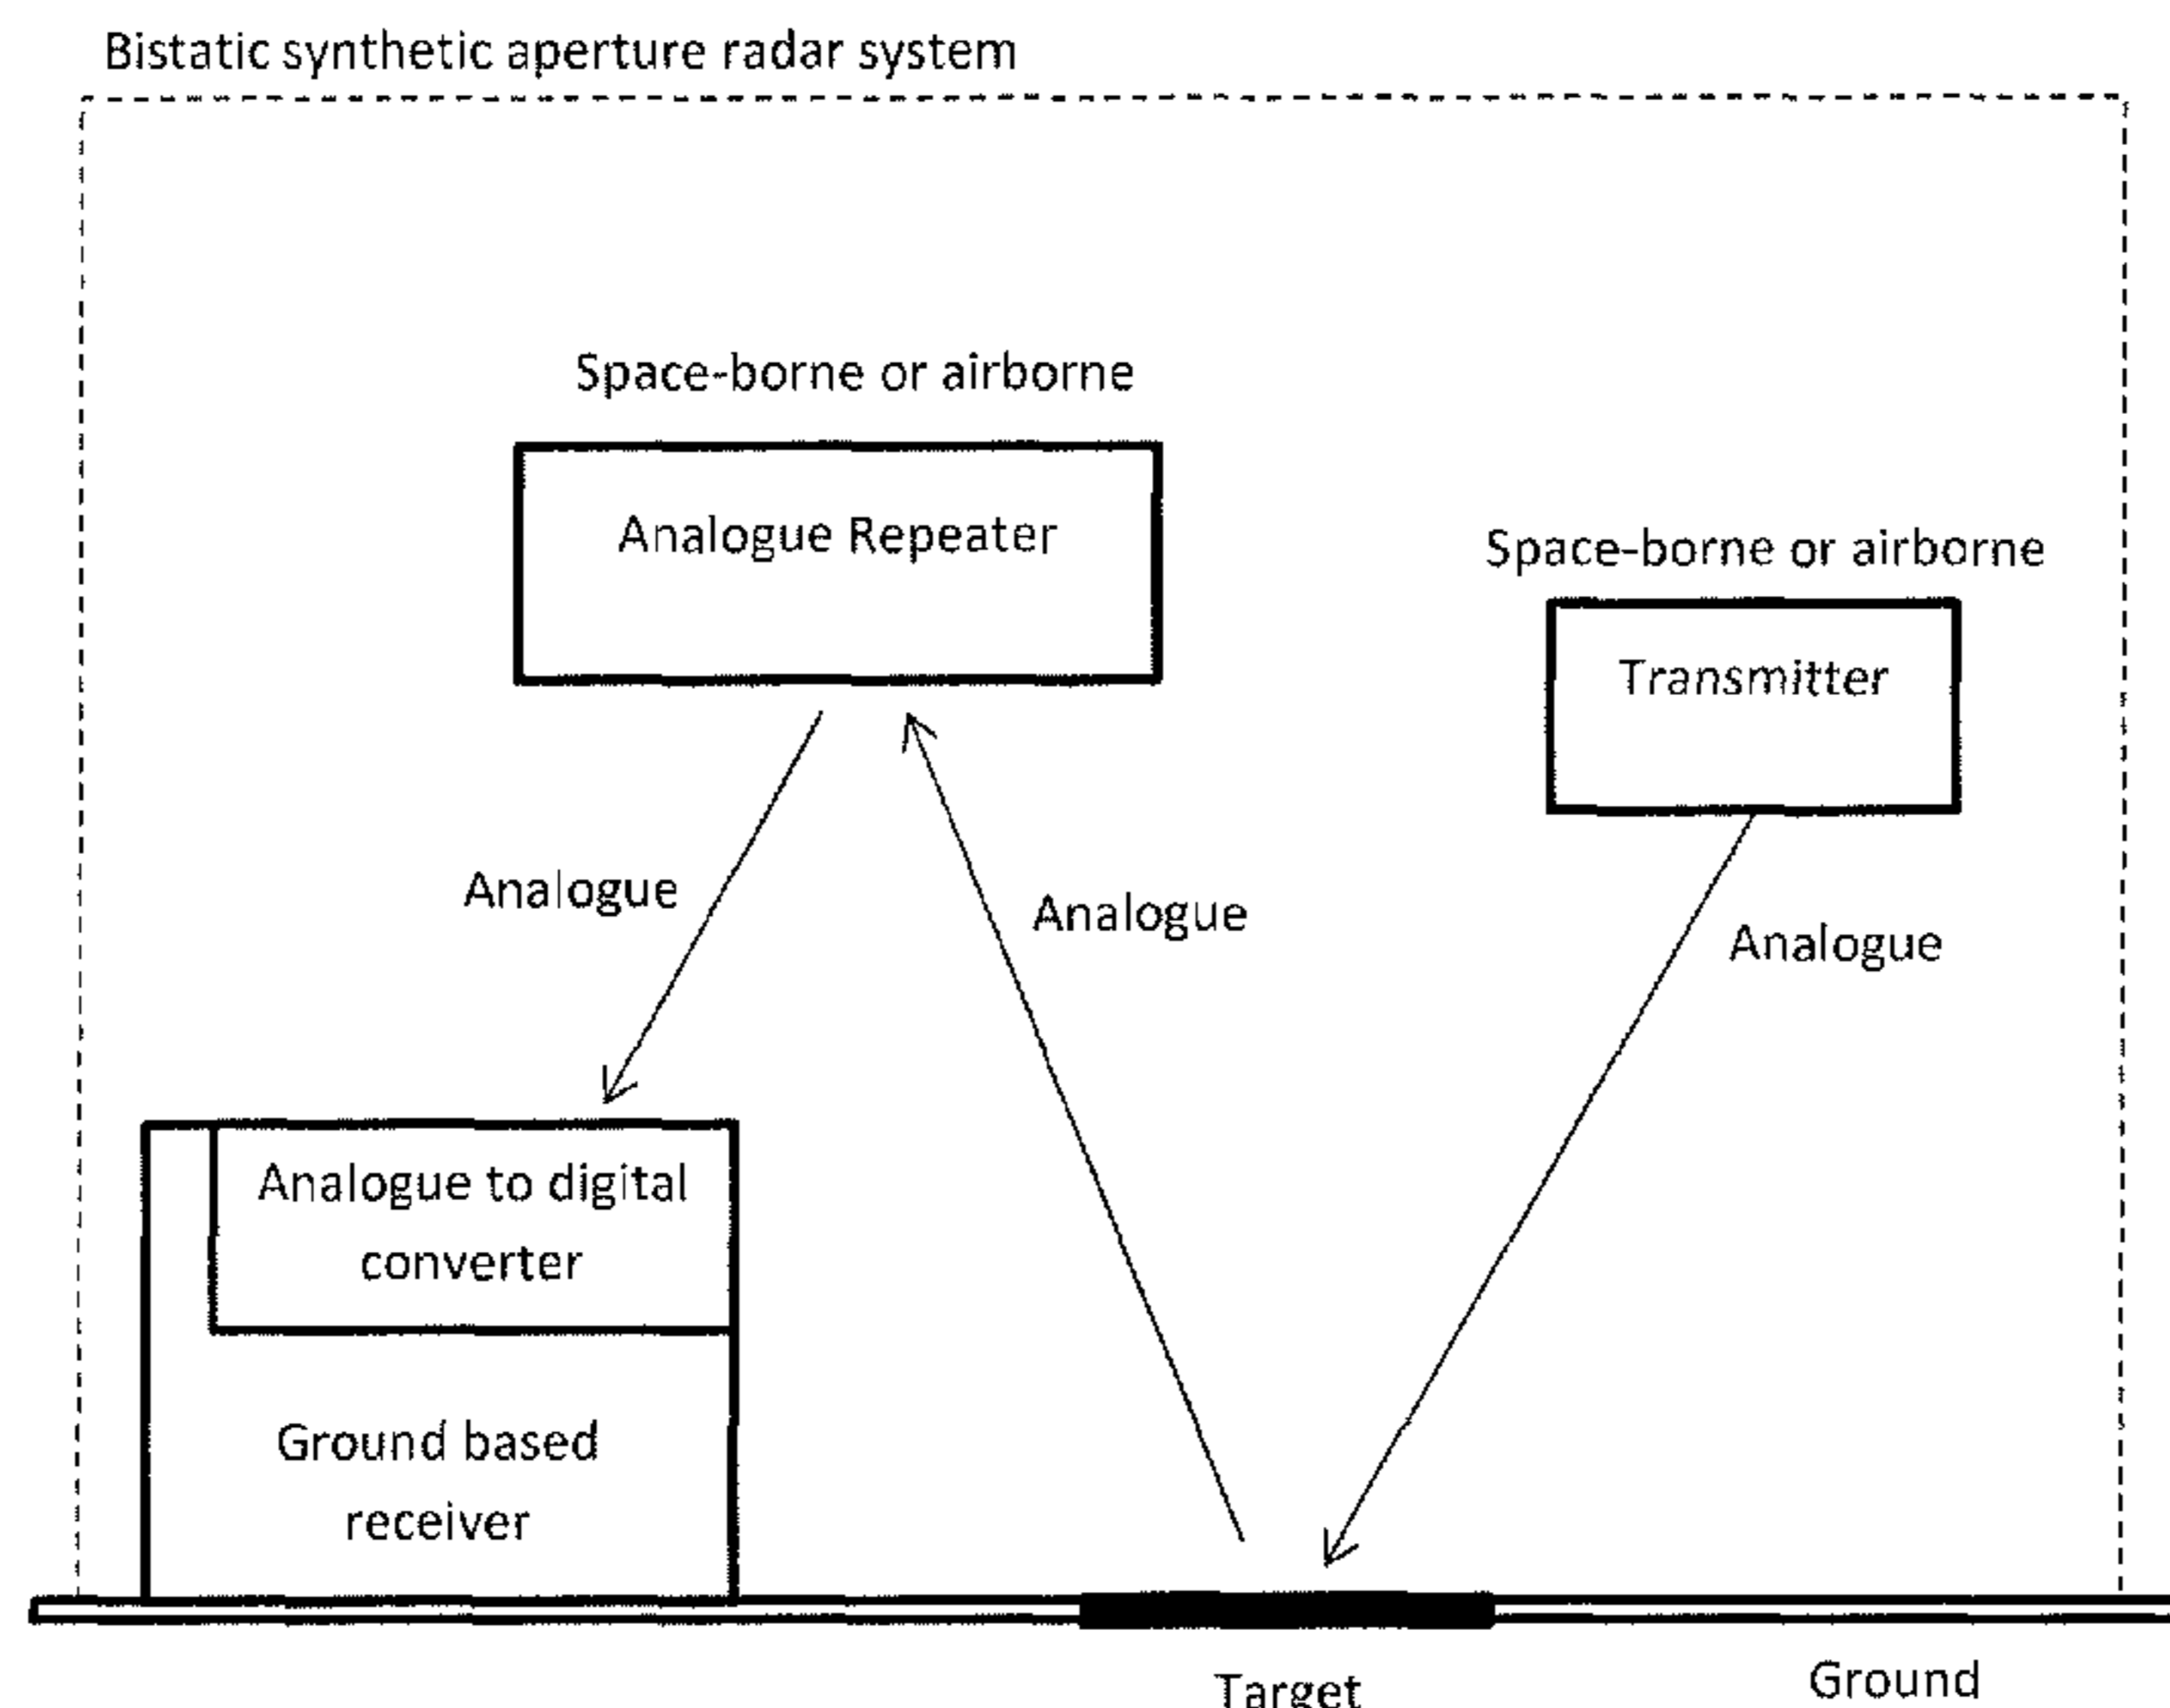 Bistatic synthetic aperture radar system
Space-borne or airborne
Analogue Repeater
Space-borne or airborne
Transmitter
Analogue
Analogue
Analogue
Analogue to digital
converter
Ground based
receiver
Target
Ground